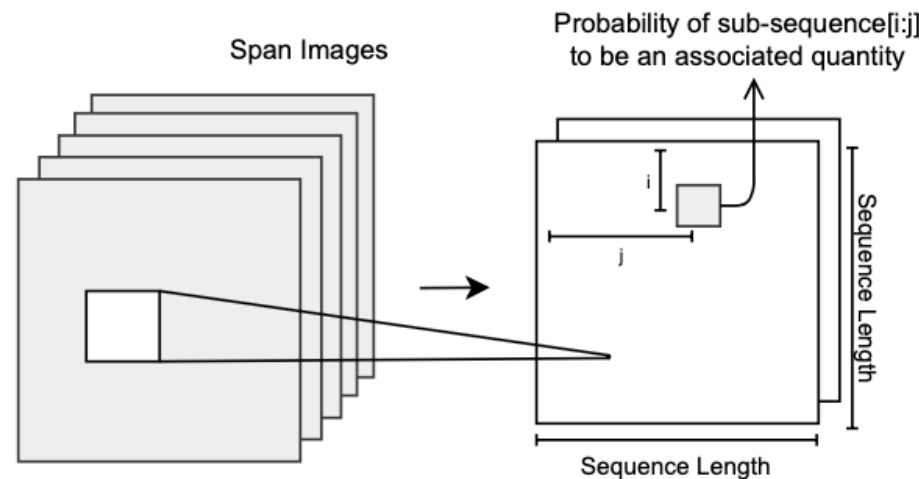 Span Images
Probability of sub-sequence[i:j]
to be an associated quantity
i
j
Sequence Length
Sequence Length